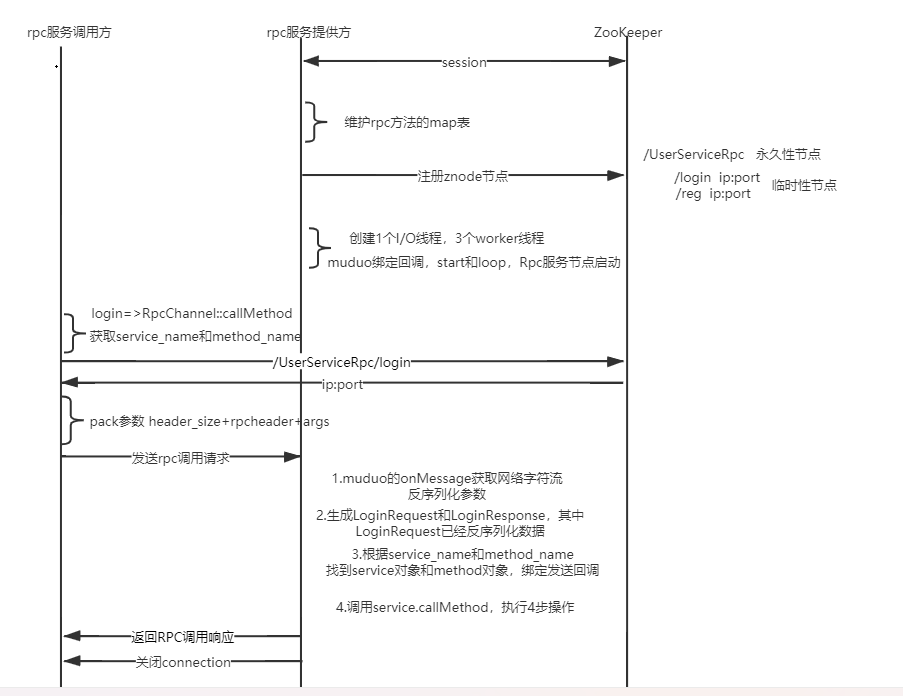 rpc服务调用方
rpc服务提供方
ZooKeeper
session
维护rpc方法的map表
/UserServiceRpc 永久性节点
注册znode节点
/login ip:port
/reg ip:port
临时性节点
创建1个I/O线程，3个worker线程
muduo绑定回调，start和loop，Rpc服务节点启动
login=>RpcChannel::callMethod
获取service_name和method_name
/UserServiceRpc/login
ip:port
pack参数 header_size+rpcheader+args
发送rpc调用请求
1.muduo的onMessage获取网络字符流
反序列化参数
2.生成LoginRequest和LoginResponse，其中
LoginRequest已经反序列化数据
3.根据service_name和method_name
找到service对象和method对象，绑定发送回调
4.调用service.callMethod，执行4步操作
返回RPC调用响应
关闭connection